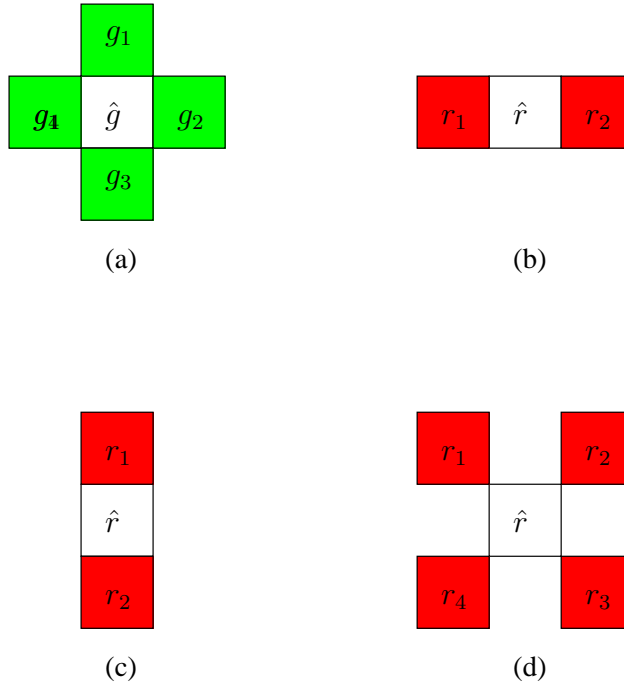 g₁
g₄ ĝ g₂ r₁ r̂ r₂
g₃
(a) (b)
r₁ r₁ r₂
r̂ r̂
r₂ r₄ r₃
(c) (d)